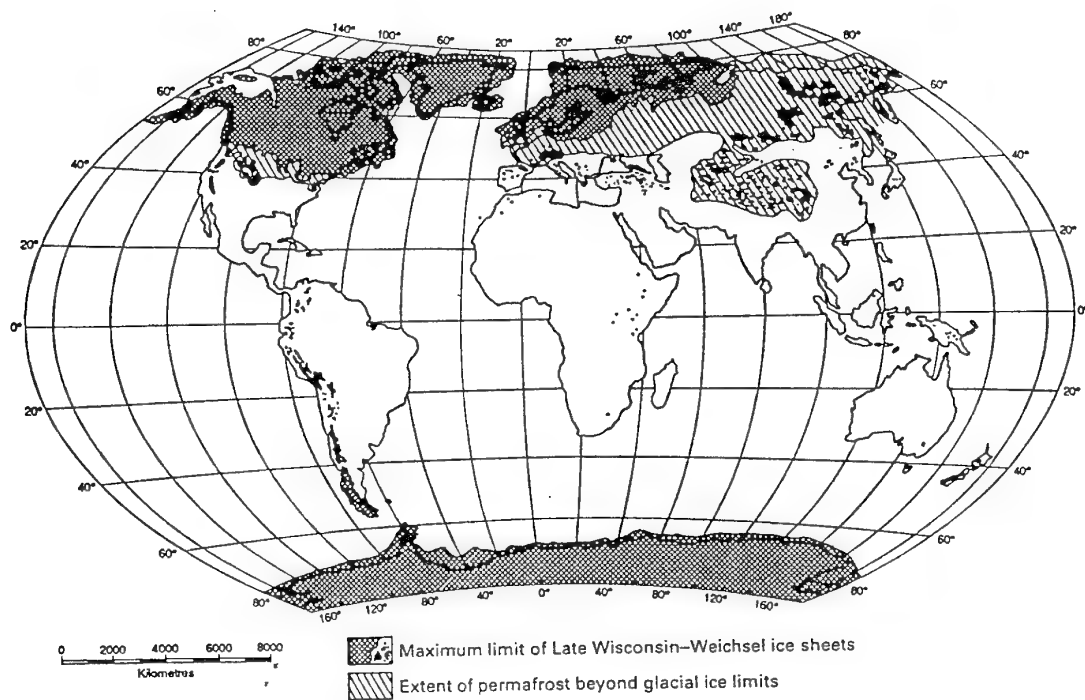 140° 100° 60° 20° 20° 60° 100° 140° 180°
80° 80°
60° 60°
40° 40°
20° 20°
0° 0°
20° 20°
40° 40°
60° 60°
80° 160° 120° 80° 40° 0° 40° 80° 120° 160° 80°
0 2000 4000 6000 8000
Kilometres
Maximum limit of Late Wisconsin–Weichsel ice sheets
Extent of permafrost beyond glacial ice limits